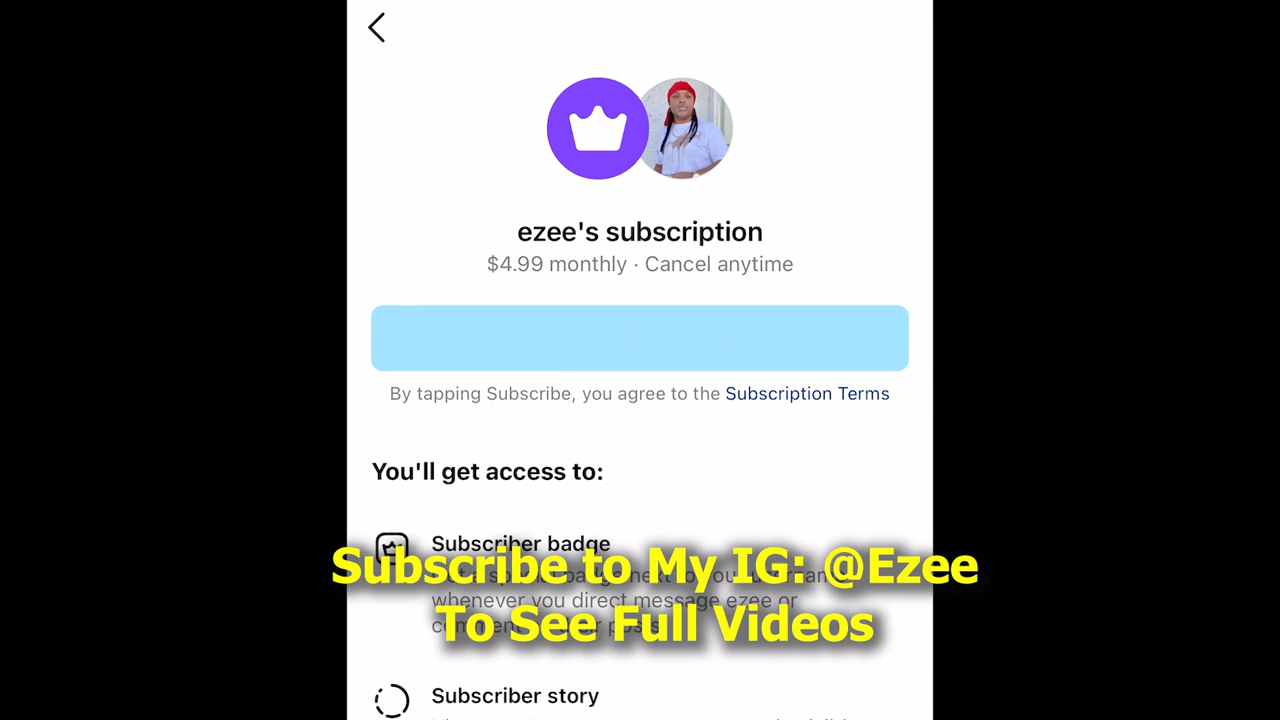 ezee's subscription
$4.99 monthly · Cancel anytime
By tapping Subscribe, you agree to the Subscription Terms
You'll get access to:
Subscriber badge
Subscribe to My IG: @Ezee
whenever you direct message ezee or
To See Full Videos
Subscriber story